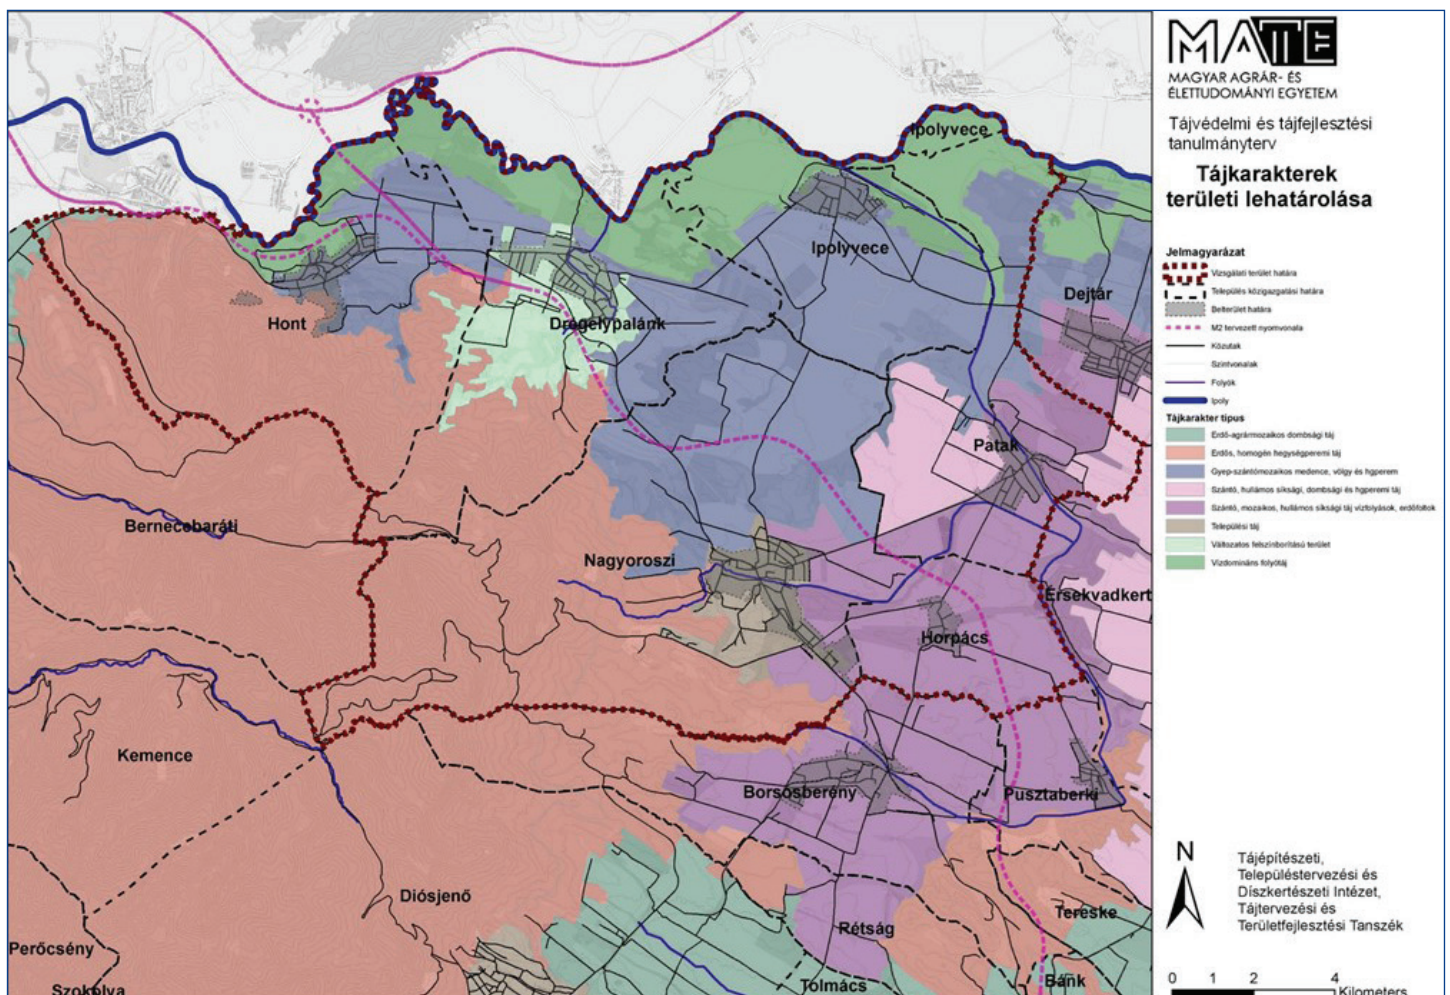 Ipolyvece
Ipolyvece
Dejtár
Hont
Drégelypalánk
Patak
Bernecebaráti
Nagyoroszi
Érsekvadkert
Horpács
Kemence
Borsosberény
Pusztaberki
Diósjenő
Tereske
Rétság
Perőcsény
Szokolya
Tolmács
Bánk
MATE
MAGYAR AGRÁR- ÉS
ÉLETTUDOMÁNYI EGYETEM
Tájvédelmi és tájfejlesztési
tanulmányterv
Tájkarakterek
területi lehatárolása
Jelmagyarázat
Vizsgálati terület határa
Település közigazgatási határa
Belterület határa
M2 tervezett nyomvonala
Közutak
Szintvonalak
Folyók
Ipoly
Tájkarakter típus
Erdő-agrármozaikos dombsági táj
Erdős, homogén hegységperemi táj
Gyep-szántómozaikos medence, völgy és hgperem
Szántó, hullámos síksági, dombsági és hgperemi táj
Szántó, mozaikos, hullámos síksági táj vízfolyások, erdőfoltok
Települési táj
Változatos felszínborítású terület
Vízdomináns folyótáj
N
Tájépítészeti,
Településtervezési és
Díszkertészeti Intézet,
Tájtervezési és
Területfejlesztési Tanszék
0 1 2 4
Kilometers